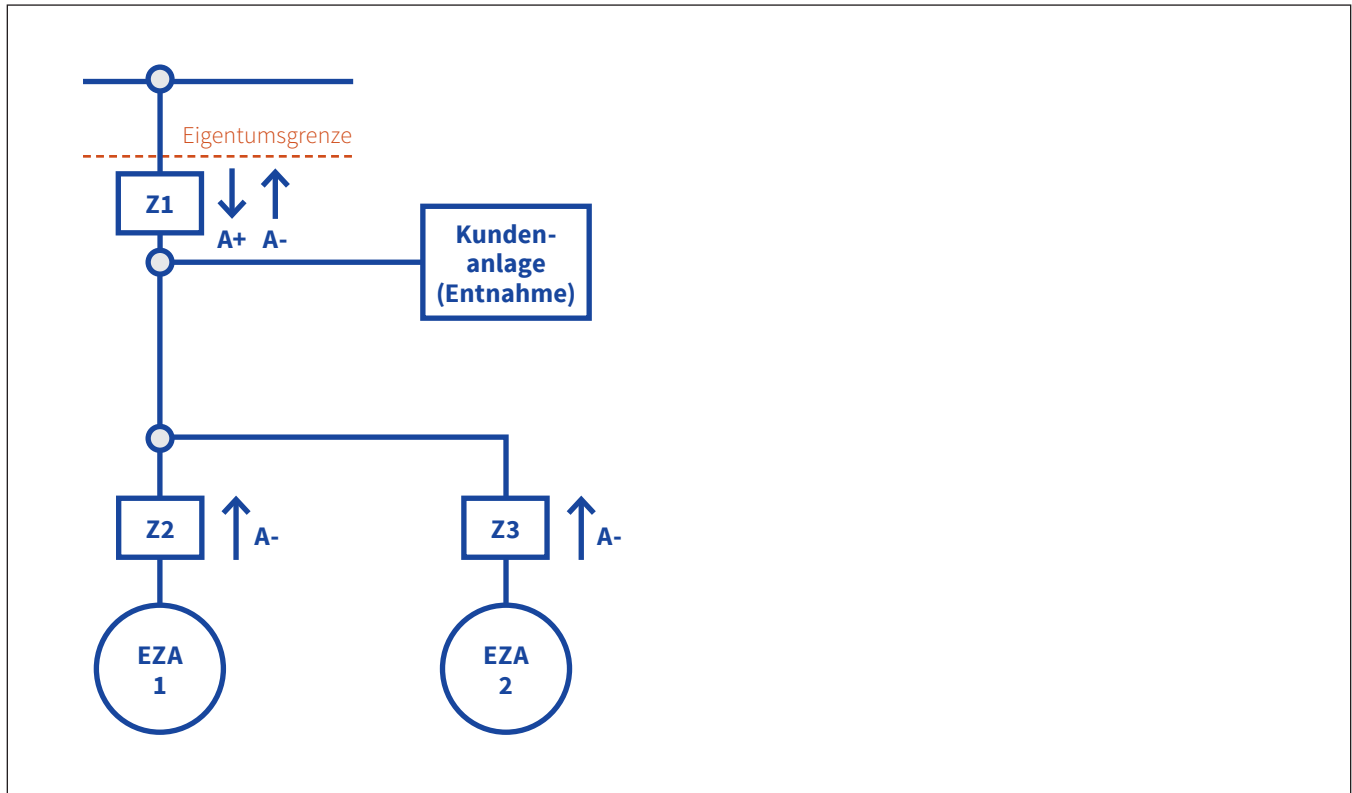 Eigentumsgrenze
Z1
A+ A-
Kunden-
anlage
(Entnahme)
Z2
A-
Z3
A-
EZA
1
EZA
2